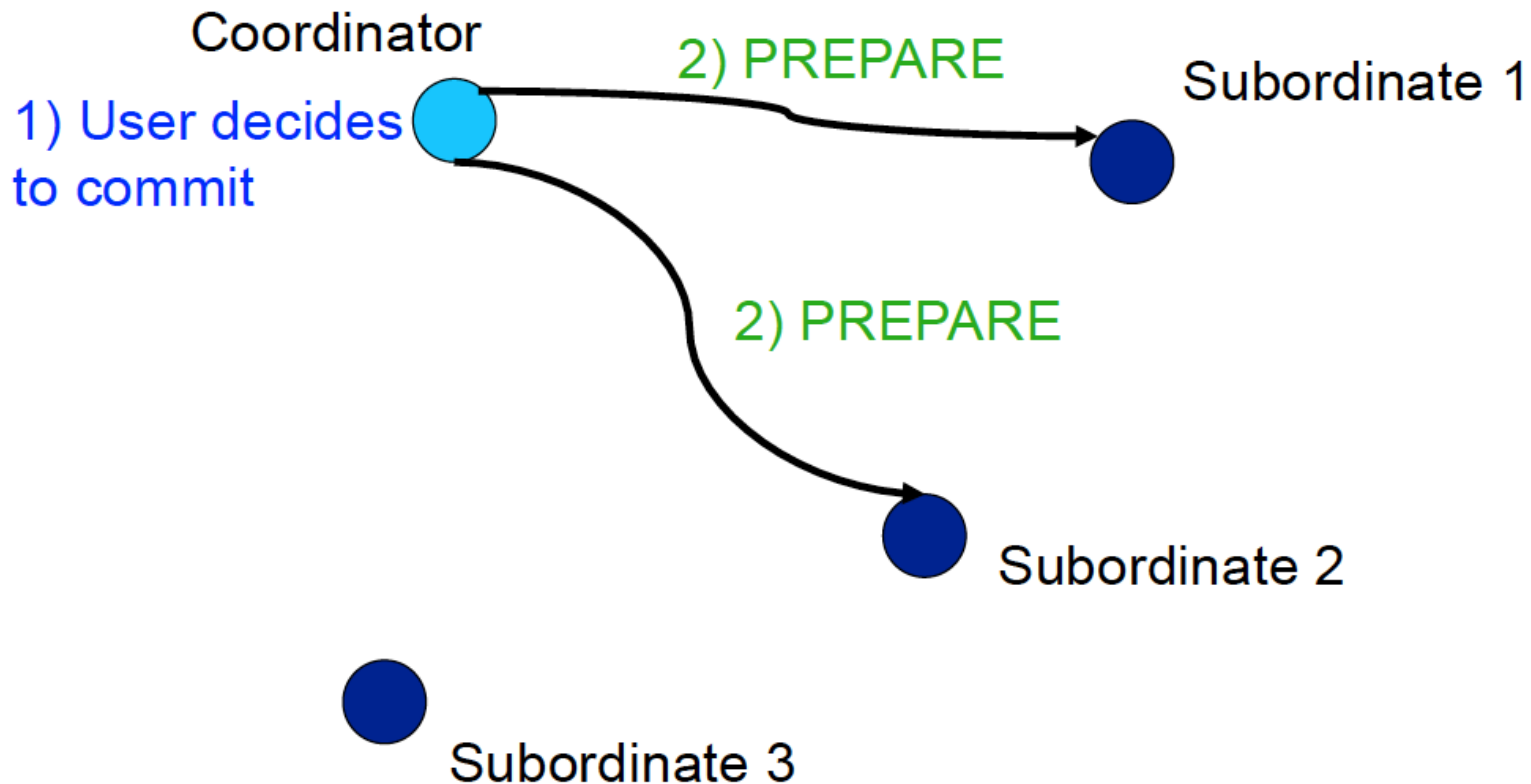 Coordinator
2) PREPARE
Subordinate 1
1) User decides
to commit
2) PREPARE
Subordinate 2
Subordinate 3